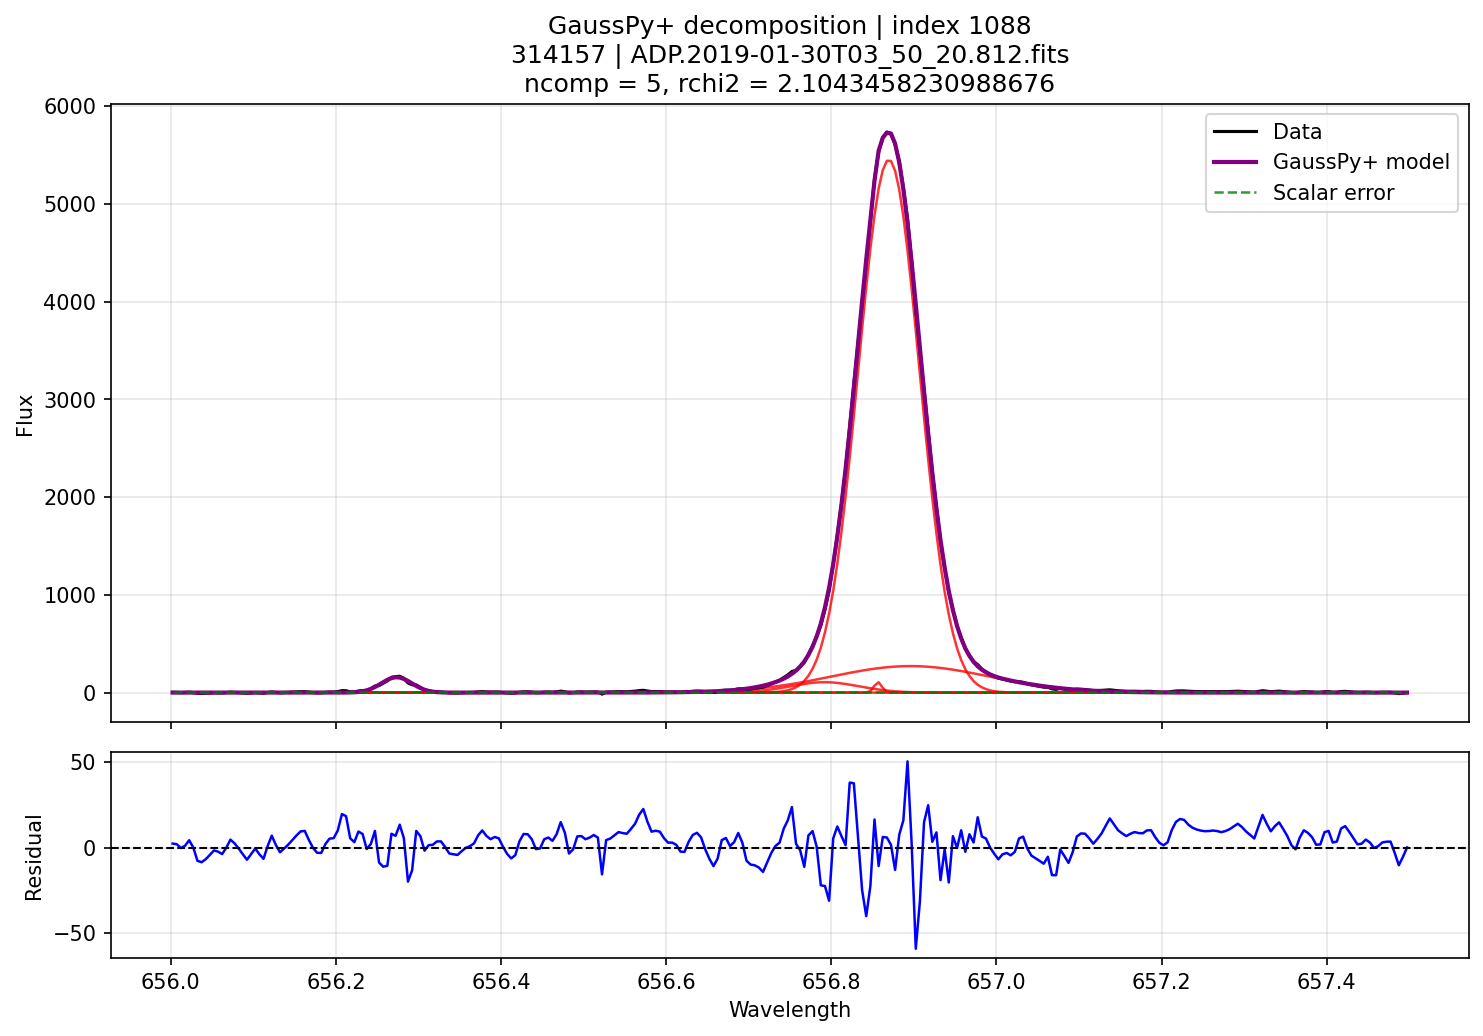 GaussPy+ decomposition | index 1088
314157 | ADP.2019-01-30T03_50_20.812.fits
ncomp = 5, rchi2 = 2.1043458230988676
Data
GaussPy+ model
Scalar error
Flux
6000
5000
4000
3000
2000
1000
0
Residual
50
0
−50
656.0
656.2
656.4
656.6
656.8
657.0
657.2
657.4
Wavelength